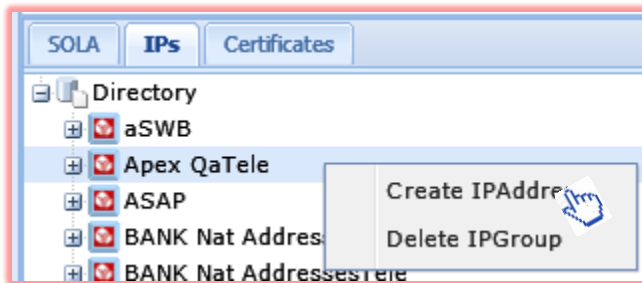 SOLA IPs Certificates
Directory
aSWB
Apex QaTele
Create IPAddre
ASAP
BANK Nat Address
Delete IPGroup
BANK Nat AddressesTele